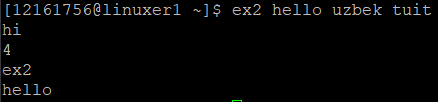 [12161756@linuxer1 ~]$ ex2 hello uzbek tuit
hi
4
ex2
hello